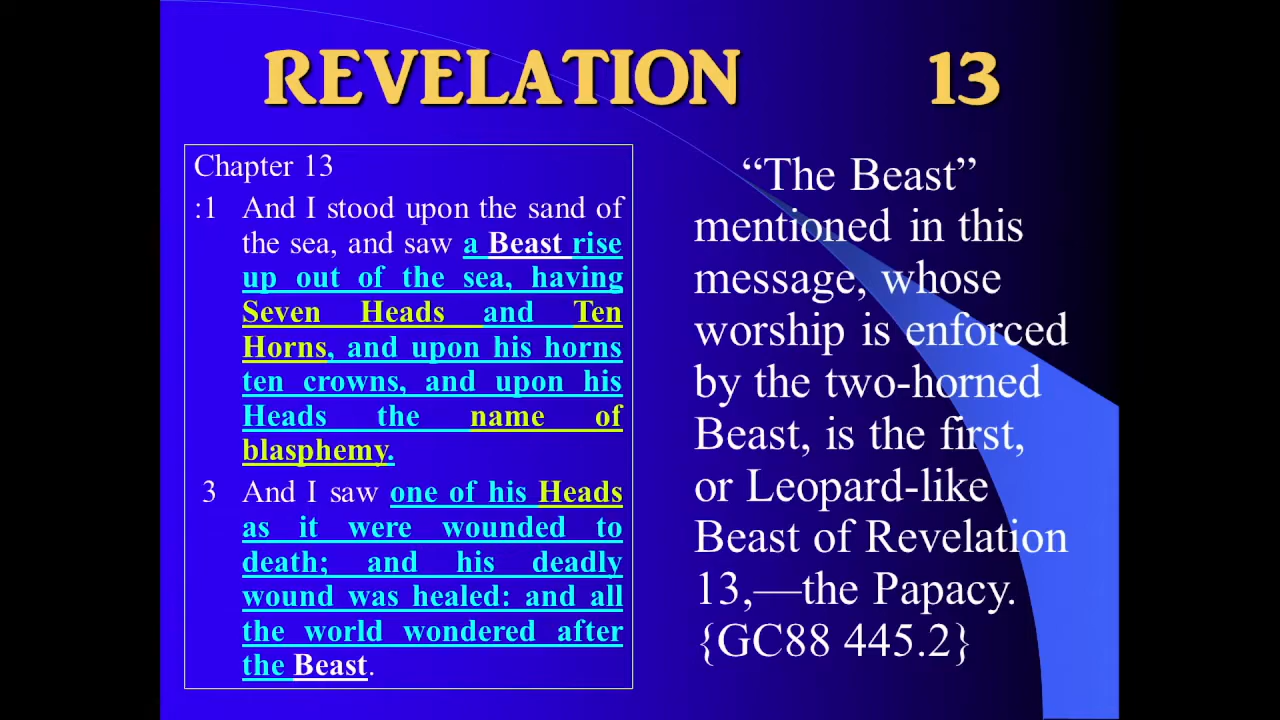 REVELATION 13
Chapter 13
:1 And I stood upon the sand of
the sea, and saw a Beast rise
up out of the sea, having
Seven Heads and Ten
Horns, and upon his horns
ten crowns, and upon his
Heads the name of
blasphemy.
3 And I saw one of his Heads
as it were wounded to
death; and his deadly
wound was healed: and all
the world wondered after
the Beast.
“The Beast”
mentioned in this
message, whose
worship is enforced
by the two-horned
Beast, is the first,
or Leopard-like
Beast of Revelation
13,—the Papacy.
{GC88 445.2}